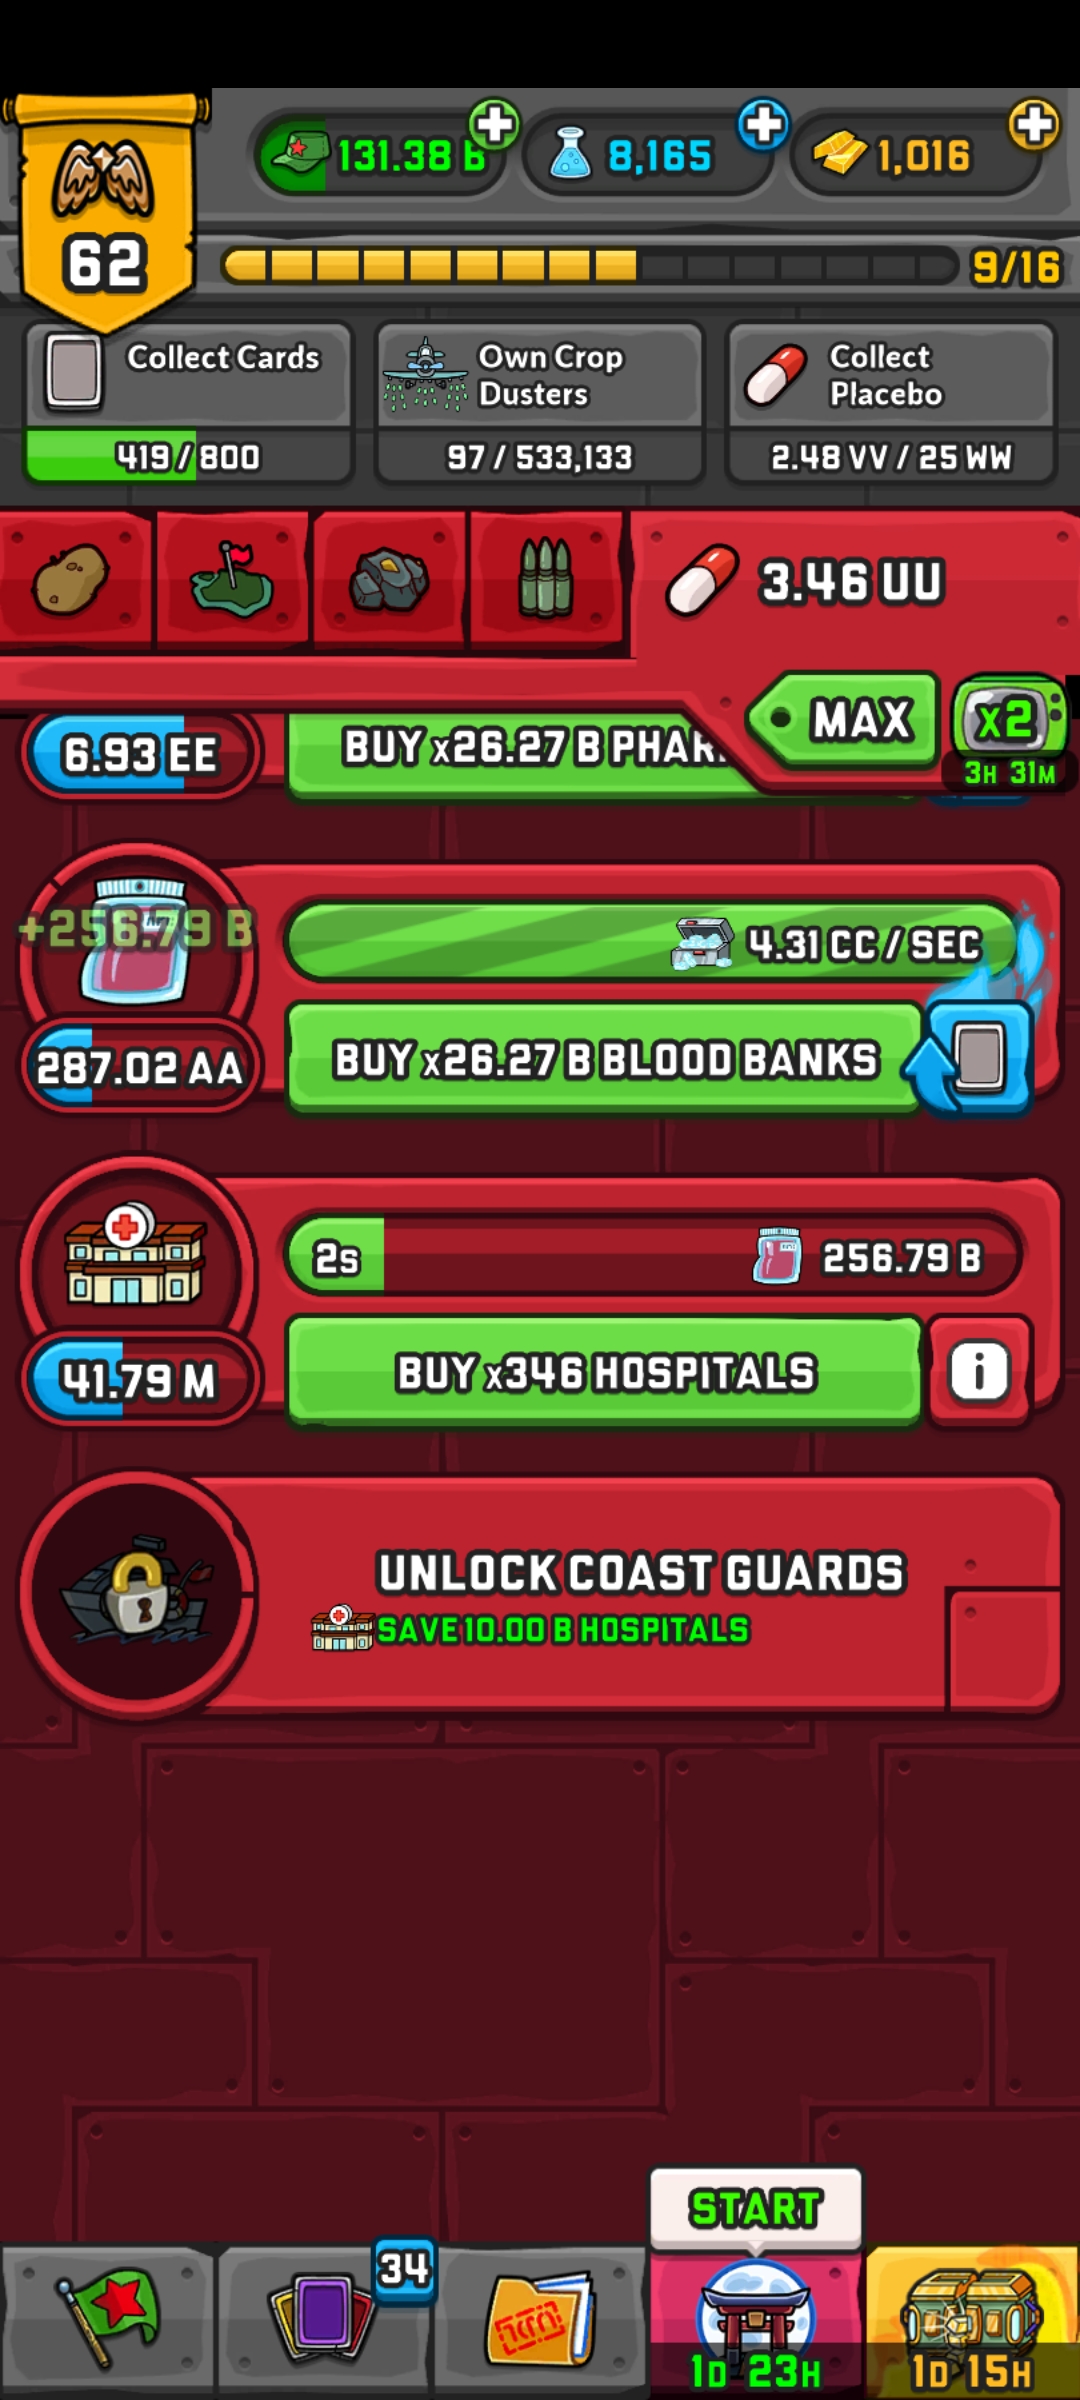 131.38 B
8,165
1,016
62
9/16
Collect Cards
419 / 800
Own Crop
Dusters
97 / 533,133
Collect
Placebo
2.48 VV / 25 WW
3.46 UU
MAX
x2
3H 31M
6.93 EE
BUY x26.27 B PHAR
+256.79 B
4.31 CC / SEC
287.02 AA
BUY x26.27 B BLOOD BANKS
2s
256.79 B
41.79 M
BUY x346 HOSPITALS
i
UNLOCK COAST GUARDS
SAVE 10.00 B HOSPITALS
START
34
1D 23H
1D 15H